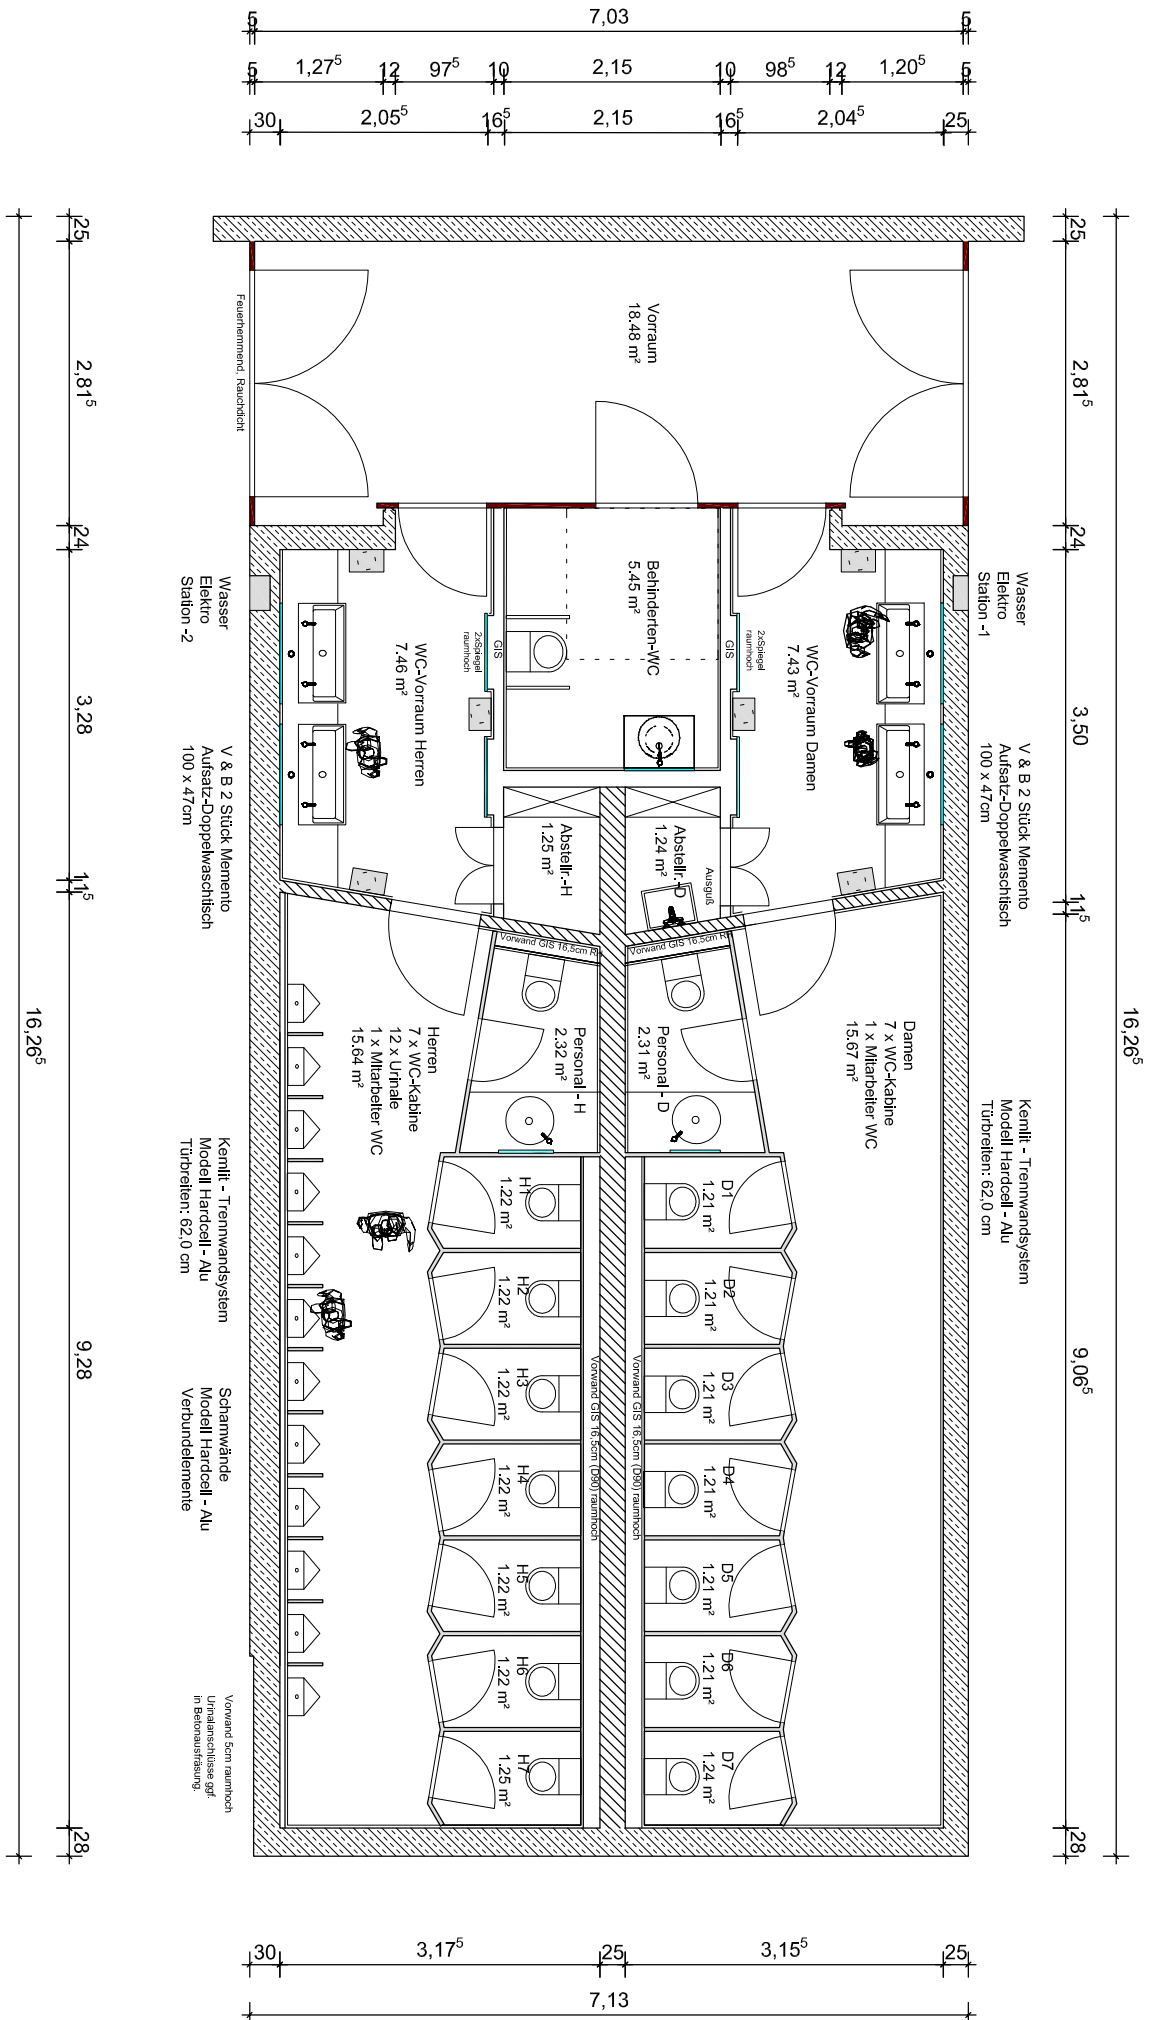 5 7,03 5
5 1,27⁵ 12 97⁵ 10 2,15 10 98⁵ 12 1,20⁵ 5
30 2,05⁵ 16⁵ 2,15 16⁵ 2,04⁵ 25
25
2,81⁵
24
3,50
11⁵
9,06⁵
28
16,26⁵
25
2,81⁵
24
3,28
11⁵
9,28
28
16,26⁵
Feuerhemmend, Rauchdicht
Vorraum
18.48 m²
Wasser
Elektro
Station -1
V & B 2 Stück Memento
Aufsatz-Doppelwaschtisch
100 x 47cm
Kemlit - Trennwandsystem
Modell Hardcell - Alu
Türbreiten: 62,0 cm
WC-Vorraum Damen
7.43 m²
2xSpiegel
raumhoch
GIS
Behinderten-WC
5.45 m²
GIS
2xSpiegel
raumhoch
WC-Vorraum Herren
7.46 m²
Wasser
Elektro
Station -2
V & B 2 Stück Memento
Aufsatz-Doppelwaschtisch
100 x 47cm
Ausguß
Abstellr.-D
1.24 m²
Abstellr.-H
1.25 m²
Vorwand GIS 16,5cm R
Vorwand GIS 16,5cm R
Damen
7 x WC-Kabine
1 x Mitarbeiter WC
15.67 m²
Personal - D
2.31 m²
Personal - H
2.32 m²
Herren
7 x WC-Kabine
12 x Urinale
1 x Mitarbeiter WC
15.64 m²
D1
1.21 m²
D2
1.21 m²
D3
1.21 m²
D4
1.21 m²
D5
1.21 m²
D6
1.21 m²
D7
1.24 m²
Vorwand GIS 16,5cm (D90) raumhoch
Vorwand GIS 16,5cm (D90) raumhoch
H1
1.22 m²
H2
1.22 m²
H3
1.22 m²
H4
1.22 m²
H5
1.22 m²
H6
1.22 m²
H7
1.25 m²
Kemlit - Trennwandsystem
Modell Hardcell - Alu
Türbreiten: 62,0 cm
Schamwände
Modell Hardcell - Alu
Verbundelemente
Vorwand 5cm raumhoch
Urinalanschlüsse ggf.
in Betonausfräsung.
30 3,17⁵ 25 3,15⁵ 25
7,13